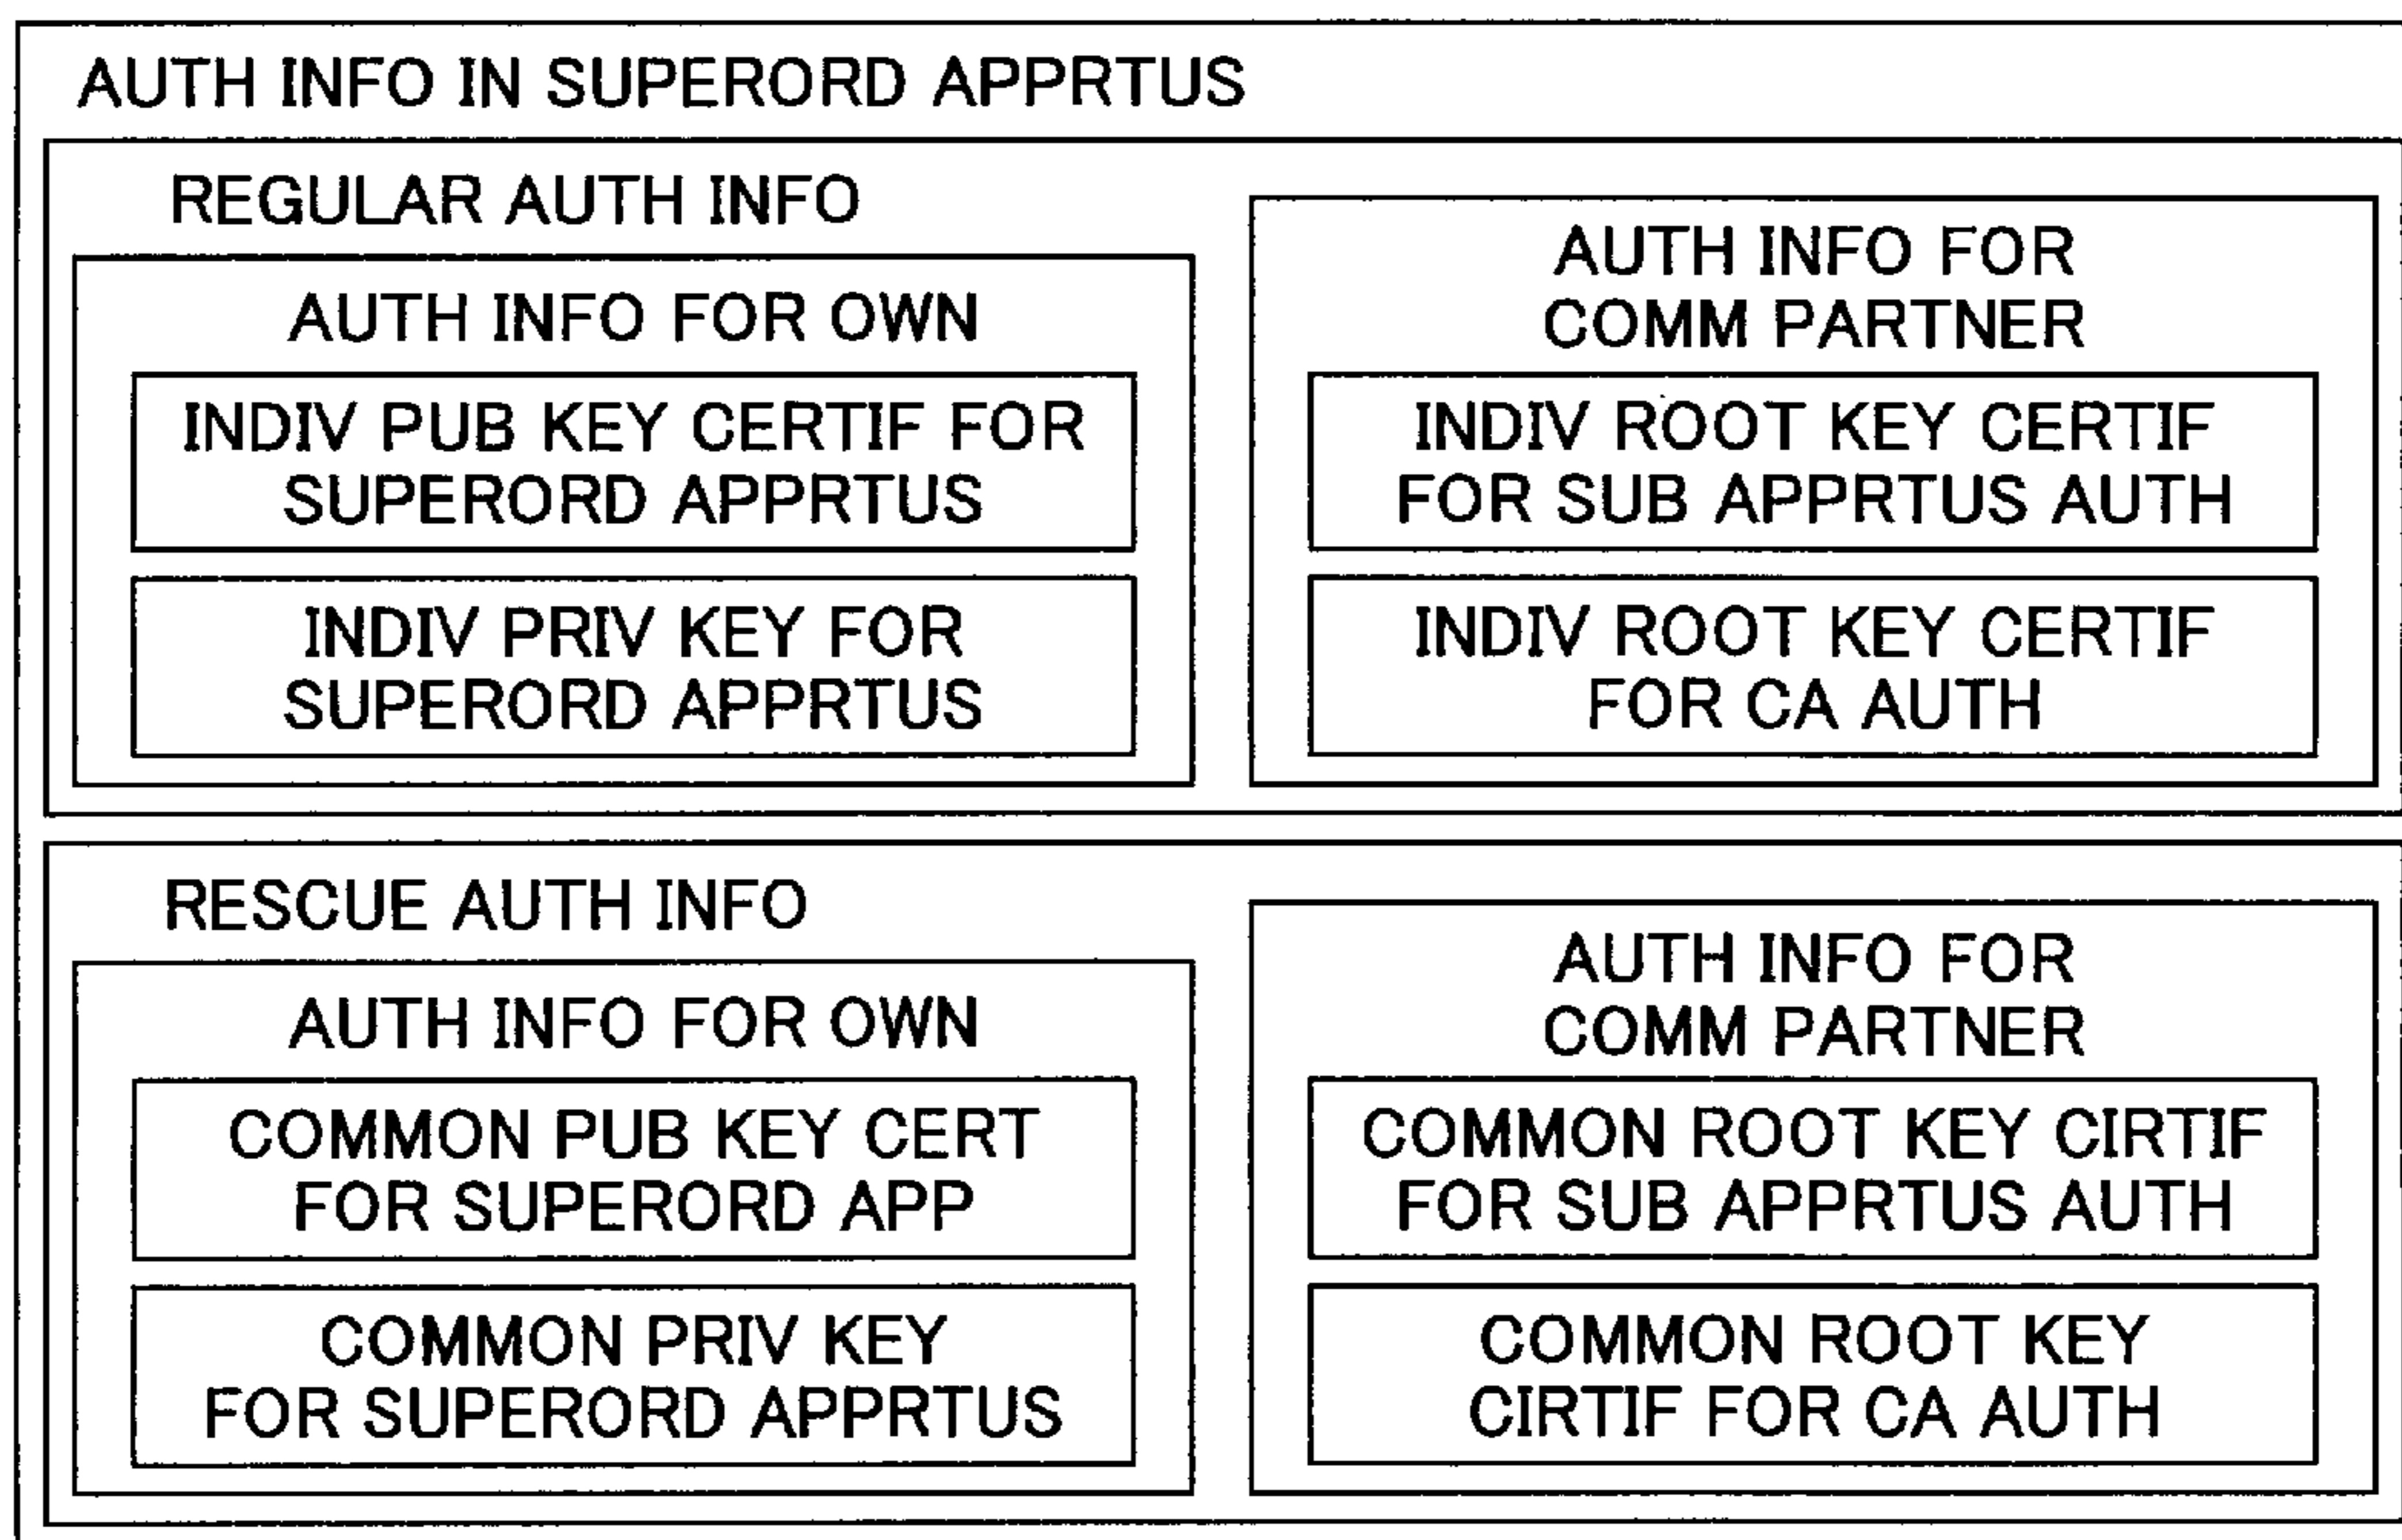 AUTH INFO IN SUPERORD APPRTUS
REGULAR AUTH INFO
AUTH INFO FOR OWN
INDIV PUB KEY CERTIF FOR
SUPERORD APPRTUS
INDIV PRIV KEY FOR
SUPERORD APPRTUS
AUTH INFO FOR
COMM PARTNER
INDIV ROOT KEY CERTIF
FOR SUB APPRTUS AUTH
INDIV ROOT KEY CERTIF
FOR CA AUTH
RESCUE AUTH INFO
AUTH INFO FOR OWN
COMMON PUB KEY CERT
FOR SUPERORD APP
COMMON PRIV KEY
FOR SUPERORD APPRTUS
AUTH INFO FOR
COMM PARTNER
COMMON ROOT KEY CIRTIF
FOR SUB APPRTUS AUTH
COMMON ROOT KEY
CIRTIF FOR CA AUTH